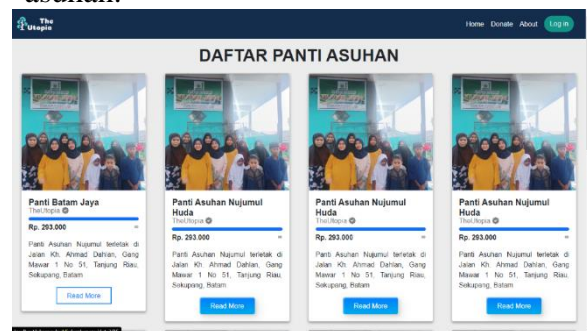 asuhan.
The
Utopia
Home Donate About Log in
DAFTAR PANTI ASUHAN
Panti Batam Jaya
TheUtopia
Rp. 293.000
Panti Asuhan Nujumul terletak di
Jalan Kh. Ahmad Dahlan, Gang
Mawar 1 No 51, Tanjung Riau,
Sekupang, Batam
Read More
Panti Asuhan Nujumul
Huda
TheUtopia
Rp. 293.000
Panti Asuhan Nujumul terletak di
Jalan Kh. Ahmad Dahlan, Gang
Mawar 1 No 51, Tanjung Riau,
Sekupang, Batam
Read More
Panti Asuhan Nujumul
Huda
TheUtopia
Rp. 293.000
Panti Asuhan Nujumul terletak di
Jalan Kh. Ahmad Dahlan, Gang
Mawar 1 No 51, Tanjung Riau,
Sekupang, Batam
Read More
Panti Asuhan Nujumul
Huda
TheUtopia
Rp. 293.000
Panti Asuhan Nujumul terletak di
Jalan Kh. Ahmad Dahlan, Gang
Mawar 1 No 51, Tanjung Riau,
Sekupang, Batam
Read More